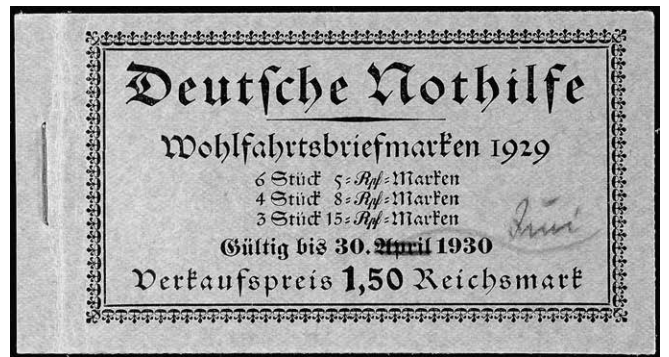 Deutſche Nothilfe
Wohlfahrtsbriefmarken 1929
6 Stück 5=Rpf=Marken
4 Stück 8=Rpf=Marken
3 Stück 15=Rpf=Marken
Juni
Gültig bis 30. April 1930
Verkaufspreis 1,50 Reichsmark